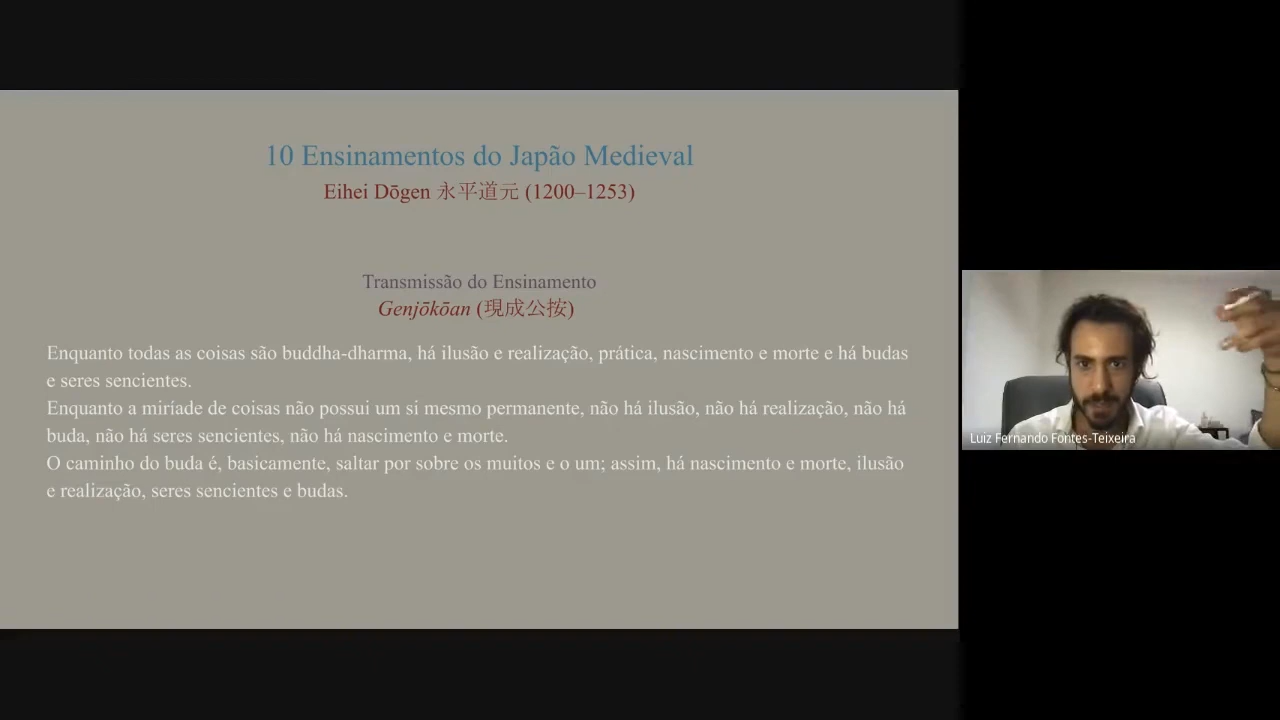 10 Ensinamentos do Japão Medieval
Eihei Dōgen 永平道元 (1200–1253)
Transmissão do Ensinamento
Genjōkōan (現成公按)
Enquanto todas as coisas são buddha-dharma, há ilusão e realização, prática, nascimento e morte e há budas
e seres sencientes.
Enquanto a miríade de coisas não possui um si mesmo permanente, não há ilusão, não há realização, não há
buda, não há seres sencientes, não há nascimento e morte.
O caminho do buda é, basicamente, saltar por sobre os muitos e o um; assim, há nascimento e morte, ilusão
e realização, seres sencientes e budas.
Luiz Fernando Fontes-Teixeira